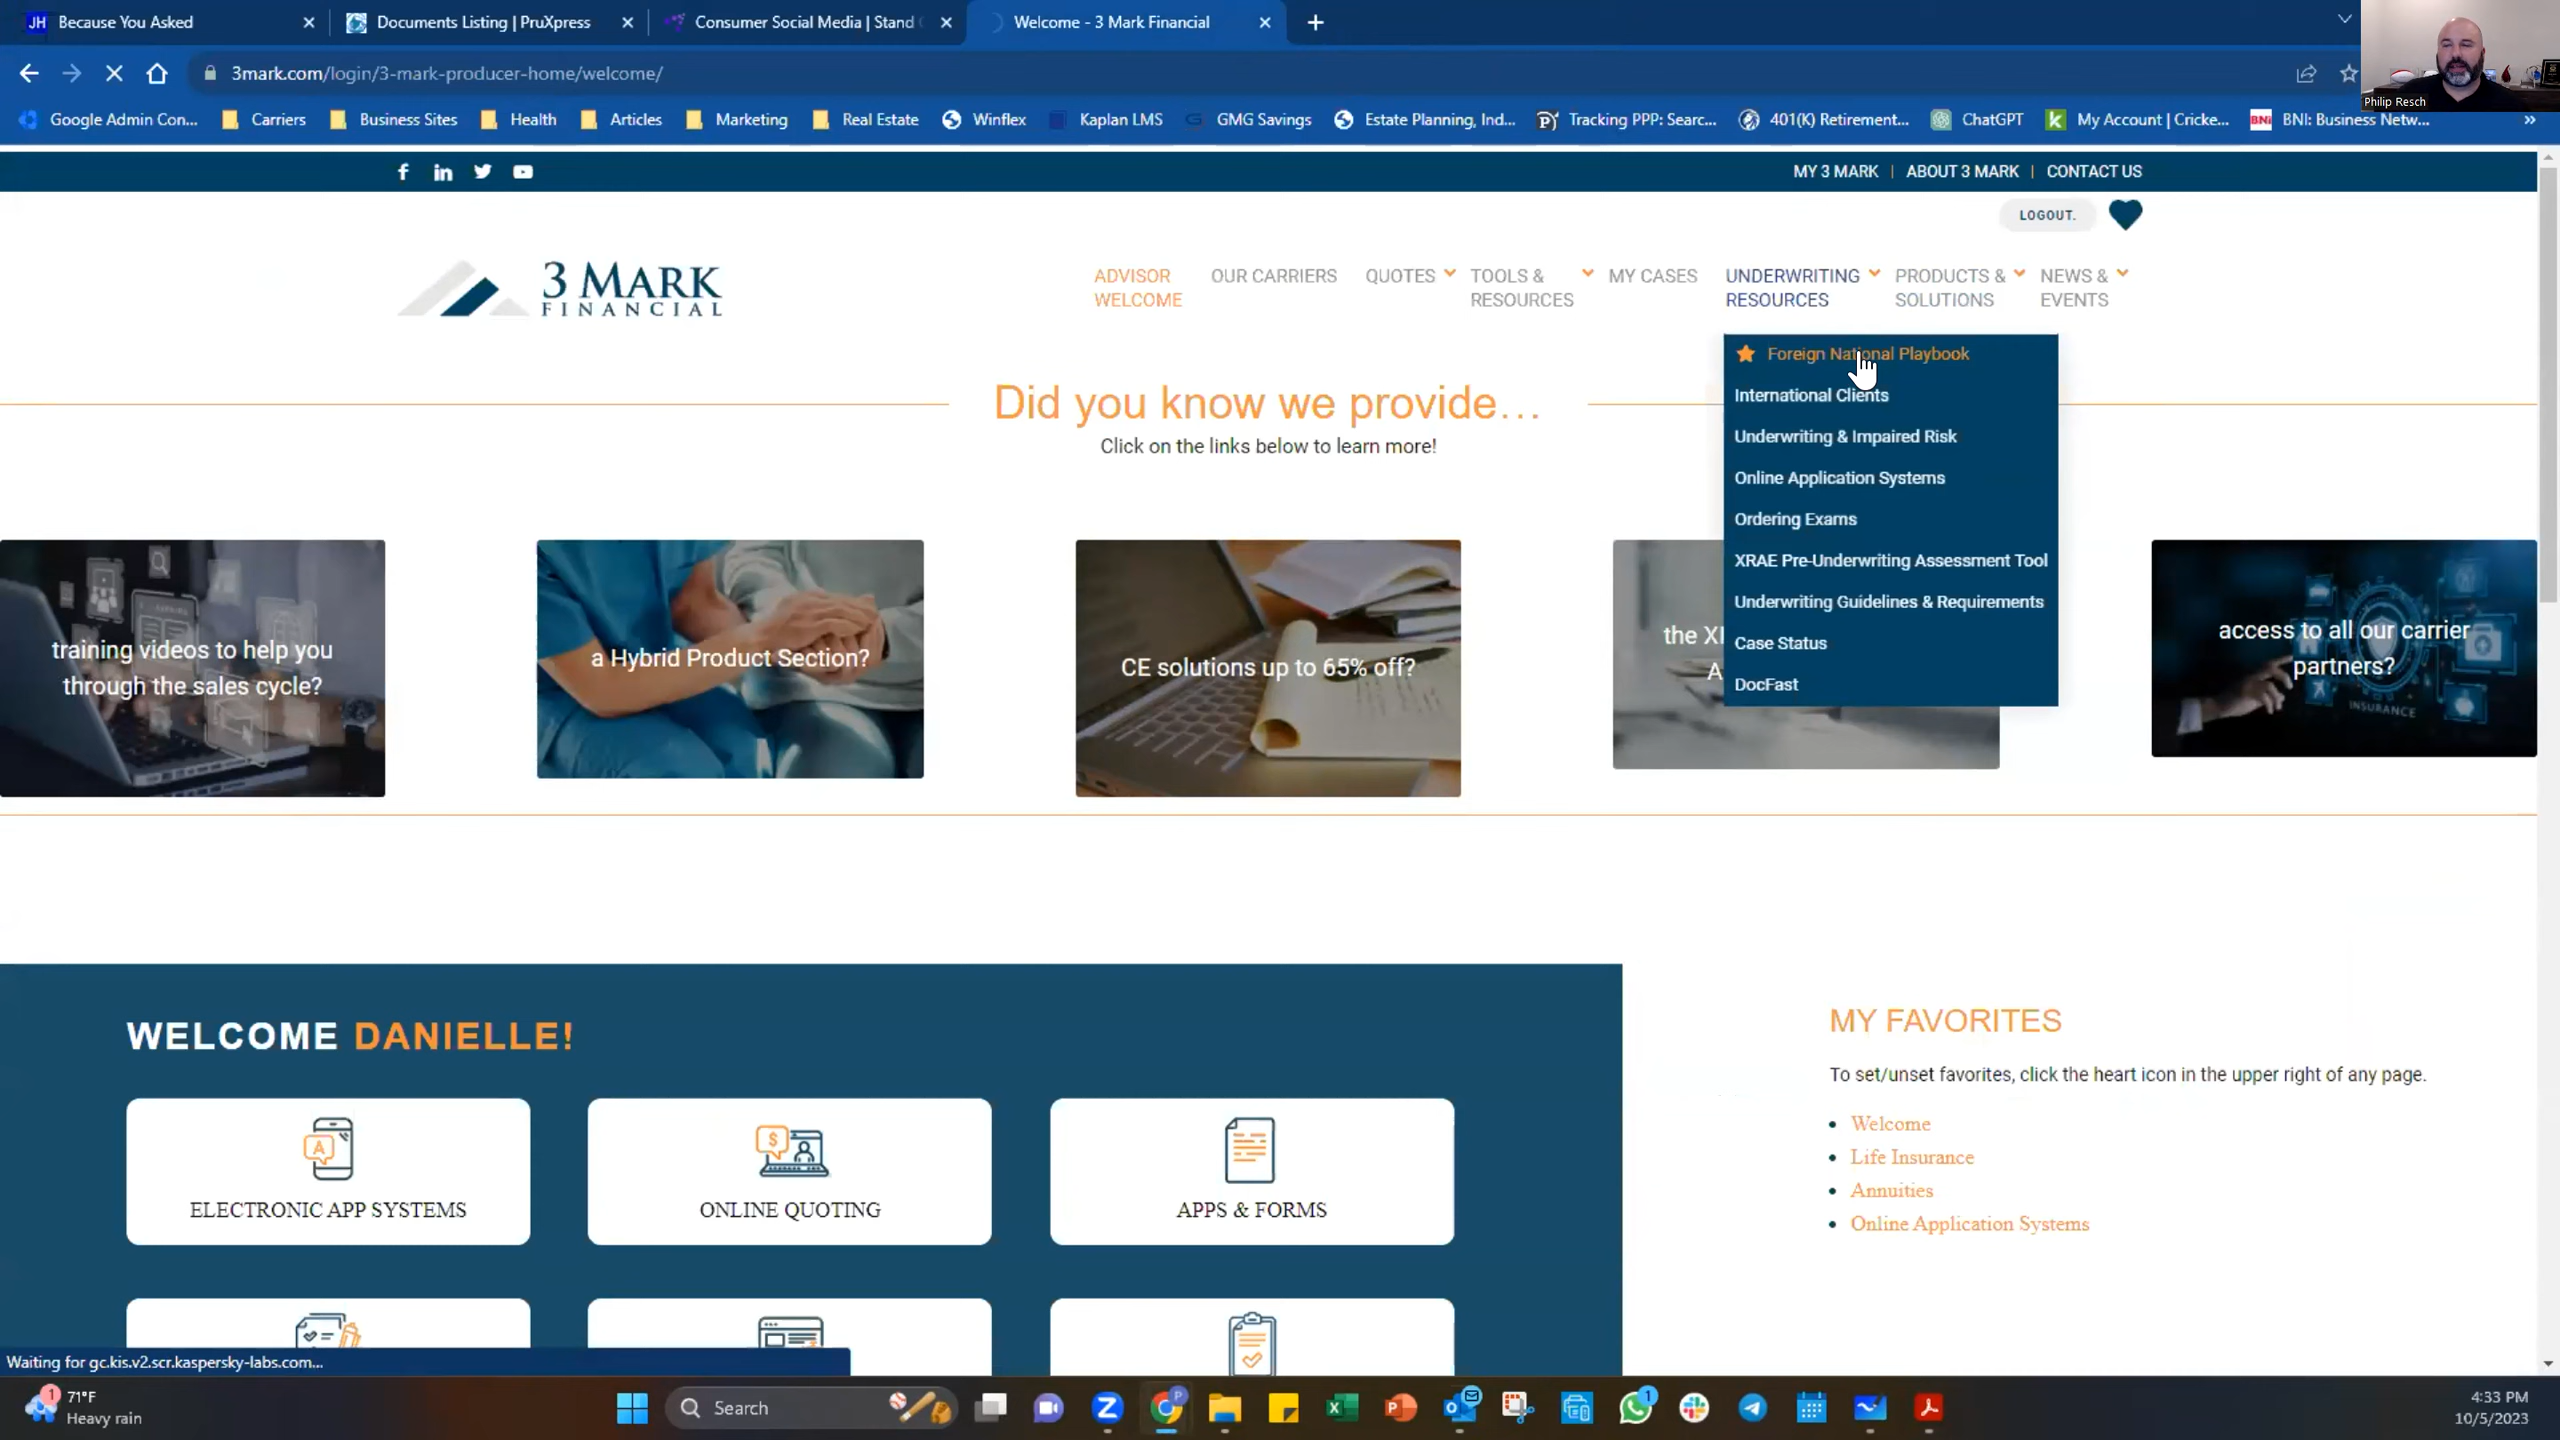 JH Because You Asked
Documents Listing | PruXpress
Consumer Social Media | Stand
Welcome - 3 Mark Financial
3mark.com/login/3-mark-producer-home/welcome/
Philip Resch
Google Admin Con...
Carriers
Business Sites
Health
Articles
Marketing
Real Estate
Winflex
Kaplan LMS
GMG Savings
Estate Planning, Ind...
Tracking PPP: Searc...
401(K) Retirement...
ChatGPT
My Account | Cricke...
BNI: Business Netw...
MY 3 MARK | ABOUT 3 MARK | CONTACT US
LOGOUT.
3 MARK
FINANCIAL
ADVISOR
WELCOME
OUR CARRIERS
QUOTES
TOOLS &
RESOURCES
MY CASES
UNDERWRITING
RESOURCES
PRODUCTS &
SOLUTIONS
NEWS &
EVENTS
Foreign National Playbook
International Clients
Underwriting & Impaired Risk
Online Application Systems
Ordering Exams
XRAE Pre-Underwriting Assessment Tool
Underwriting Guidelines & Requirements
Case Status
DocFast
Did you know we provide...
Click on the links below to learn more!
training videos to help you
through the sales cycle?
a Hybrid Product Section?
CE solutions up to 65% off?
the
access to all our carrier
partners?
INSURANCE
WELCOME DANIELLE!
ELECTRONIC APP SYSTEMS
ONLINE QUOTING
APPS & FORMS
MY FAVORITES
To set/unset favorites, click the heart icon in the upper right of any page.
Welcome
Life Insurance
Annuities
Online Application Systems
Waiting for gc.kis.v2.scr.kaspersky-labs.com...
1
71°F
Heavy rain
Search
1
4:33 PM
10/5/2023